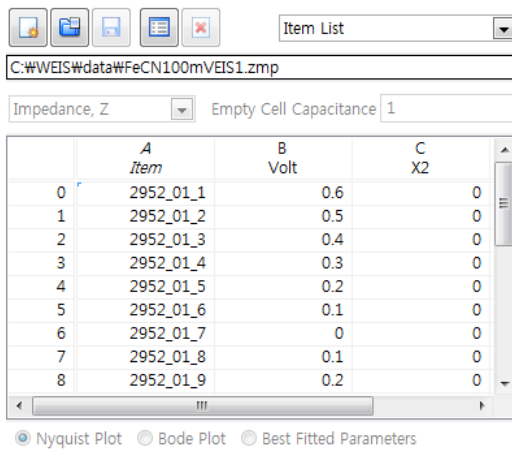 Item List
C:₩WEIS₩data₩FeCN100mVEIS1.zmp
Impedance, Z Empty Cell Capacitance 1
A B C
Item Volt X2
0 2952_01_1 0.6 0
1 2952_01_2 0.5 0
2 2952_01_3 0.4 0
3 2952_01_4 0.3 0
4 2952_01_5 0.2 0
5 2952_01_6 0.1 0
6 2952_01_7 0 0
7 2952_01_8 0.1 0
8 2952_01_9 0.2 0
Nyquist Plot Bode Plot Best Fitted Parameters